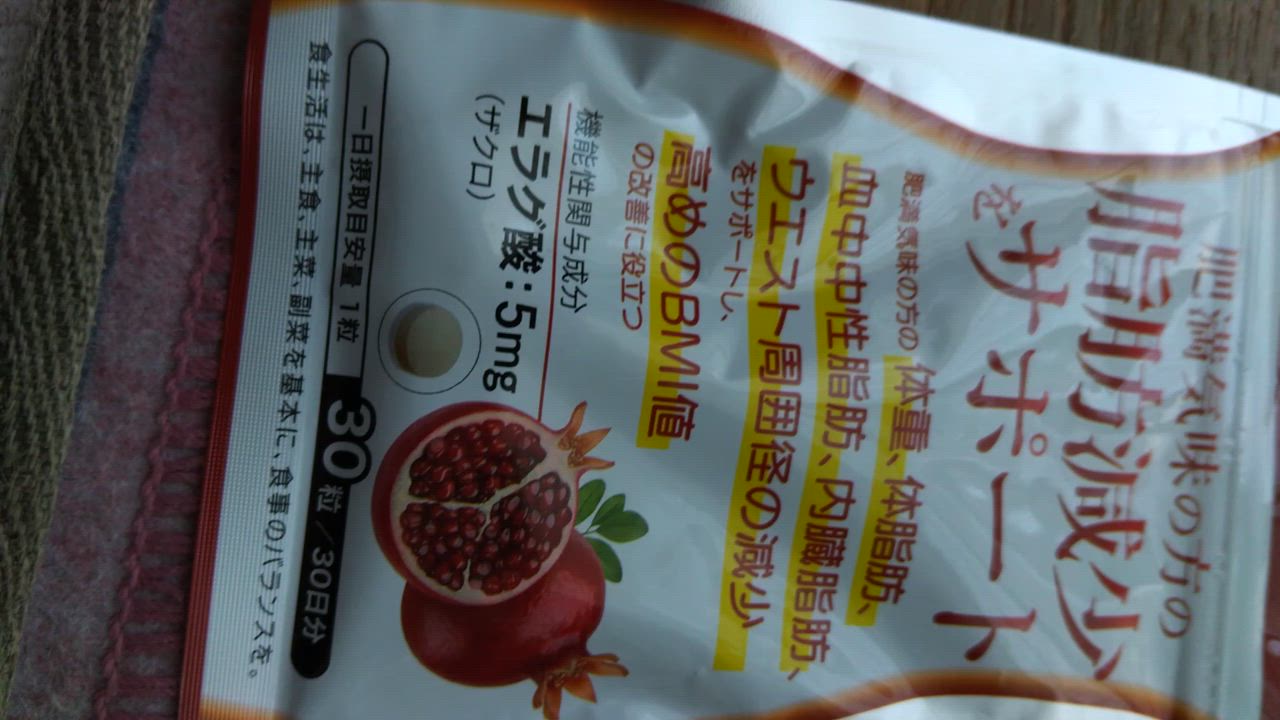 肥満気味の方の
脂肪減少
をサポート
肥満気味の方の体重、体脂肪、
血中中性脂肪、内臓脂肪、
ウエスト周囲径の減少
をサポートし、
高めのBMI値
の改善に役立つ
機能性関与成分
エラグ酸:5mg
(ザクロ)
一日摂取目安量 1粒
30粒/30日分
食生活は、主食、主菜、副菜を基本に、食事のバランスを。